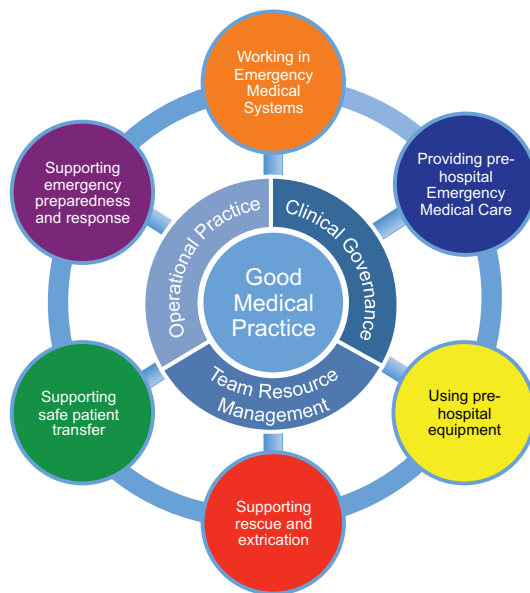 Working in
Emergency
Medical
Systems
Providing pre-
hospital
Emergency
Medical Care
Using pre-
hospital
equipment
Supporting
rescue and
extrication
Supporting
safe patient
transfer
Supporting
emergency
preparedness
and response
Operational Practice
Clinical Governance
Team Resource
Management
Good
Medical
Practice